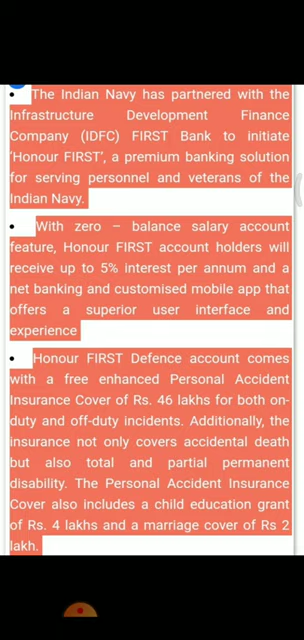 • The Indian Navy has partnered with the
Infrastructure Development Finance
Company (IDFC) FIRST Bank to initiate
‘Honour FIRST’, a premium banking solution
for serving personnel and veterans of the
Indian Navy.
• With zero – balance salary account
feature, Honour FIRST account holders will
receive up to 5% interest per annum and a
net banking and customised mobile app that
offers a superior user interface and
experience
• Honour FIRST Defence account comes
with a free enhanced Personal Accident
Insurance Cover of Rs. 46 lakhs for both on-
duty and off-duty incidents. Additionally, the
insurance not only covers accidental death
but also total and partial permanent
disability. The Personal Accident Insurance
Cover also includes a child education grant
of Rs. 4 lakhs and a marriage cover of Rs 2
lakh.